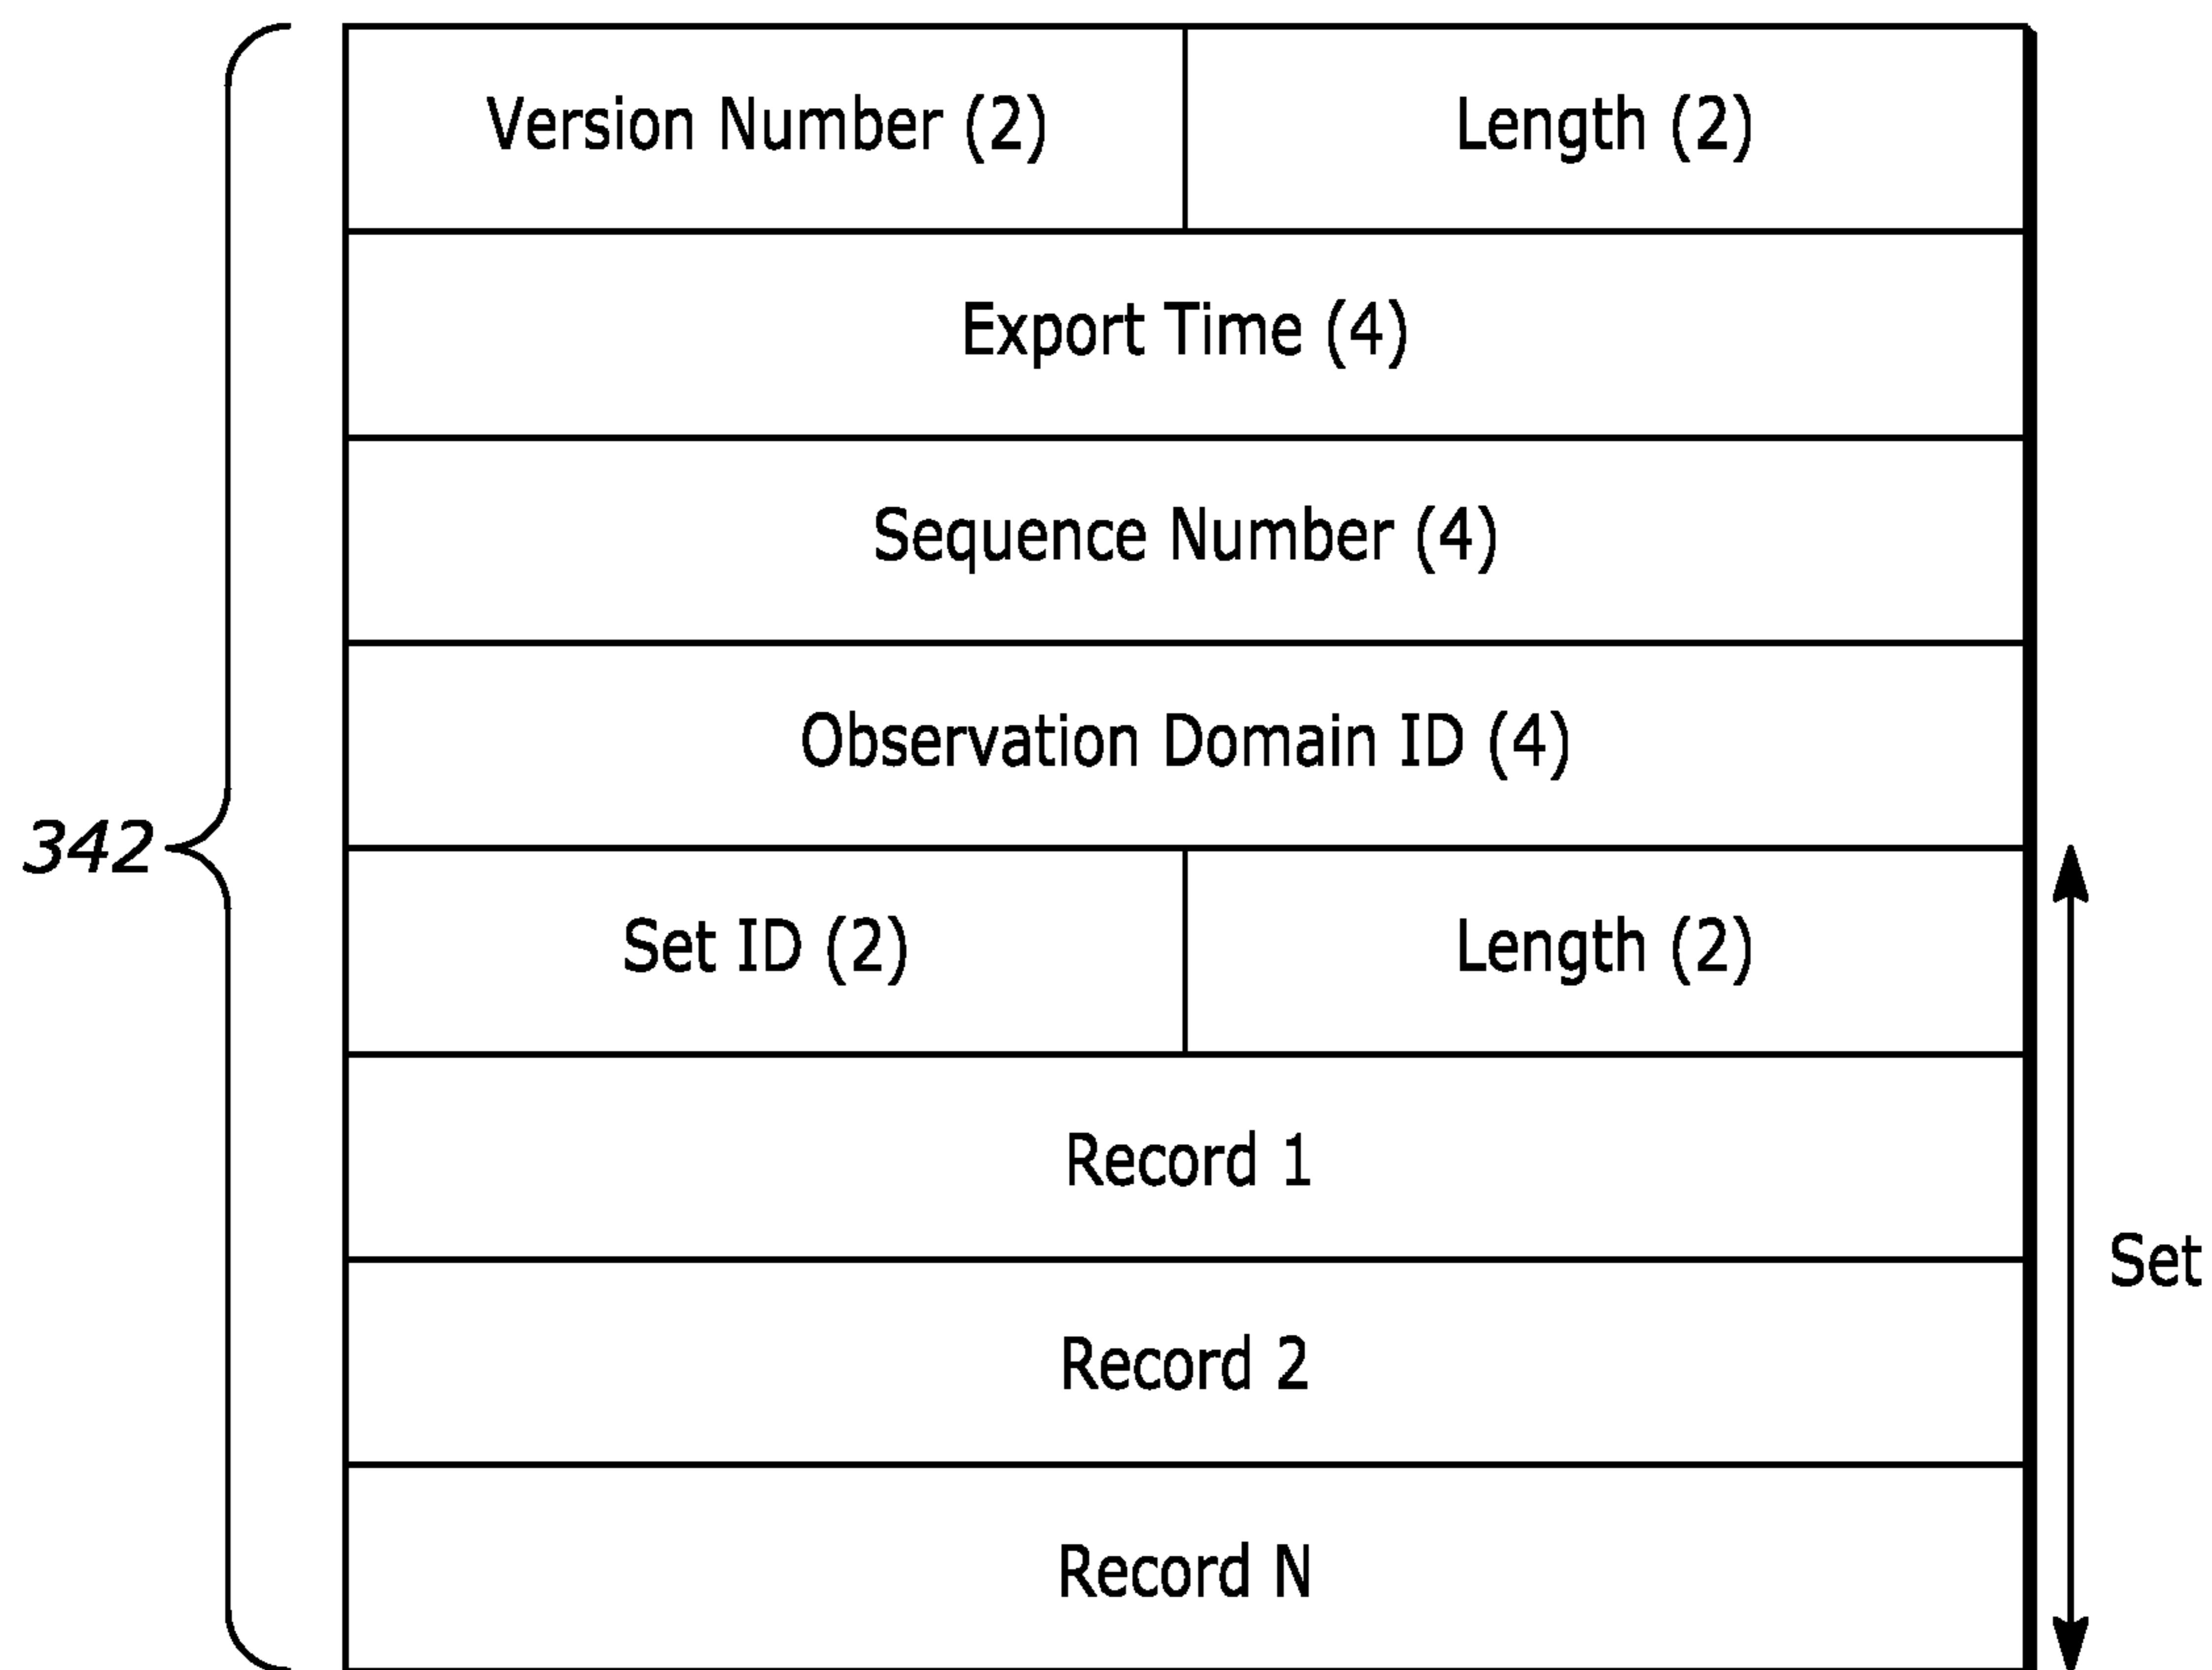 Version Number (2) Length (2)
Export Time (4)
Sequence Number (4)
Observation Domain ID (4)
342
Set ID (2) Length (2)
Record 1
Set
Record 2
Record N